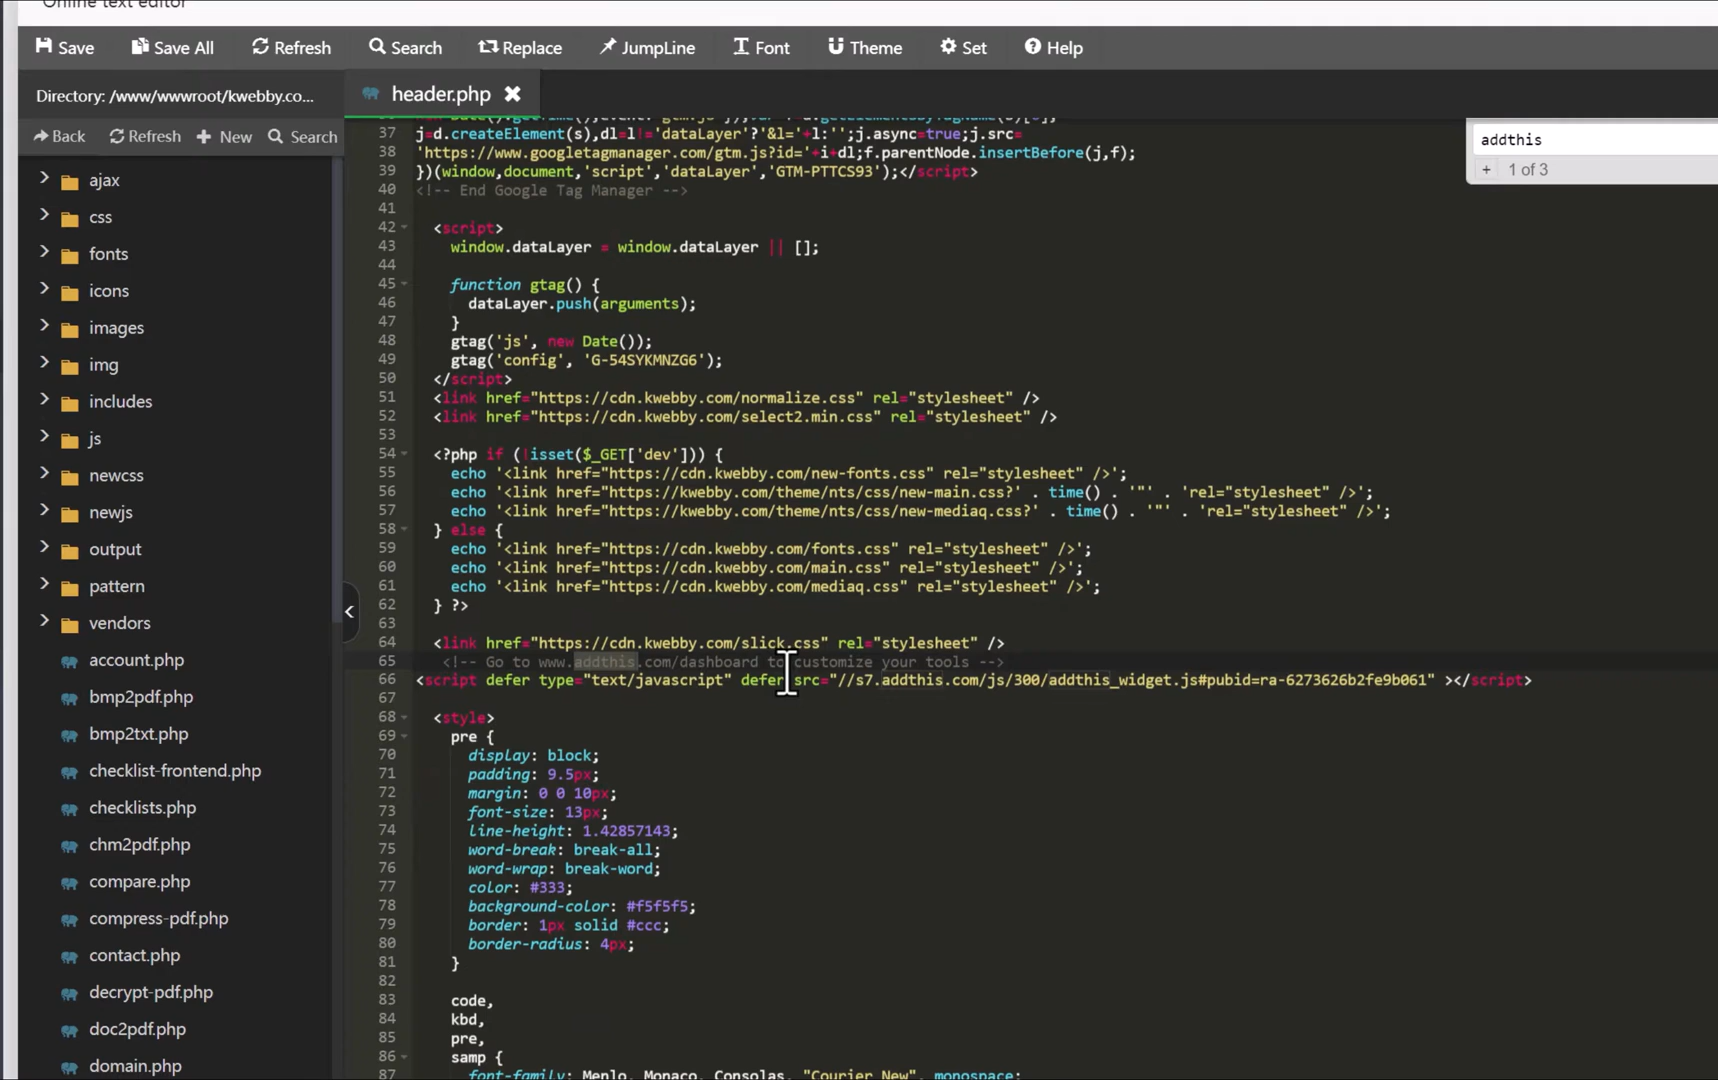 Online text editor
Save Save All Refresh Search Replace JumpLine Font Theme Set Help
Directory: /www/wwwroot/kwebby.co...
header.php
Back Refresh New Search
addthis
+ 1 of 3
ajax
css
fonts
icons
images
img
includes
js
newcss
newjs
output
pattern
vendors
account.php
bmp2pdf.php
bmp2txt.php
checklist-frontend.php
checklists.php
chm2pdf.php
compare.php
compress-pdf.php
contact.php
decrypt-pdf.php
doc2pdf.php
domain.php
37 j=d.createElement(s),dl=l!='dataLayer'?'&l='+l:'';j.async=true;j.src=
38 'https://www.googletagmanager.com/gtm.js?id='+i+dl;f.parentNode.insertBefore(j,f);
39 })(window,document,'script','dataLayer','GTM-PTTCS93');</script>
40 <!-- End Google Tag Manager -->
41
42 <script>
43 window.dataLayer = window.dataLayer || [];
44
45 function gtag() {
46 dataLayer.push(arguments);
47 }
48 gtag('js', new Date());
49 gtag('config', 'G-54SYKMNZG6');
50 </script>
51 <link href="https://cdn.kwebby.com/normalize.css" rel="stylesheet" />
52 <link href="https://cdn.kwebby.com/select2.min.css" rel="stylesheet" />
53
54 <?php if (!isset($_GET['dev'])) {
55 echo '<link href="https://cdn.kwebby.com/new-fonts.css" rel="stylesheet" />';
56 echo '<link href="https://kwebby.com/theme/nts/css/new-main.css?' . time() . '"' . 'rel="stylesheet" />';
57 echo '<link href="https://kwebby.com/theme/nts/css/new-mediaq.css?' . time() . '"' . 'rel="stylesheet" />';
58 } else {
59 echo '<link href="https://cdn.kwebby.com/fonts.css" rel="stylesheet" />';
60 echo '<link href="https://cdn.kwebby.com/main.css" rel="stylesheet" />';
61 echo '<link href="https://cdn.kwebby.com/mediaq.css" rel="stylesheet" />';
62 } ?>
63
64 <link href="https://cdn.kwebby.com/slick.css" rel="stylesheet" />
65 <!-- Go to www.addthis.com/dashboard to customize your tools -->
66 <script defer type="text/javascript" defer src="//s7.addthis.com/js/300/addthis_widget.js#pubid=ra-6273626b2fe9b061" ></script>
67
68 <style>
69 pre {
70 display: block;
71 padding: 9.5px;
72 margin: 0 0 10px;
73 font-size: 13px;
74 line-height: 1.42857143;
75 word-break: break-all;
76 word-wrap: break-word;
77 color: #333;
78 background-color: #f5f5f5;
79 border: 1px solid #ccc;
80 border-radius: 4px;
81 }
82
83 code,
84 kbd,
85 pre,
86 samp {
87 font-family: Menlo, Monaco, Consolas, "Courier New", monospace;